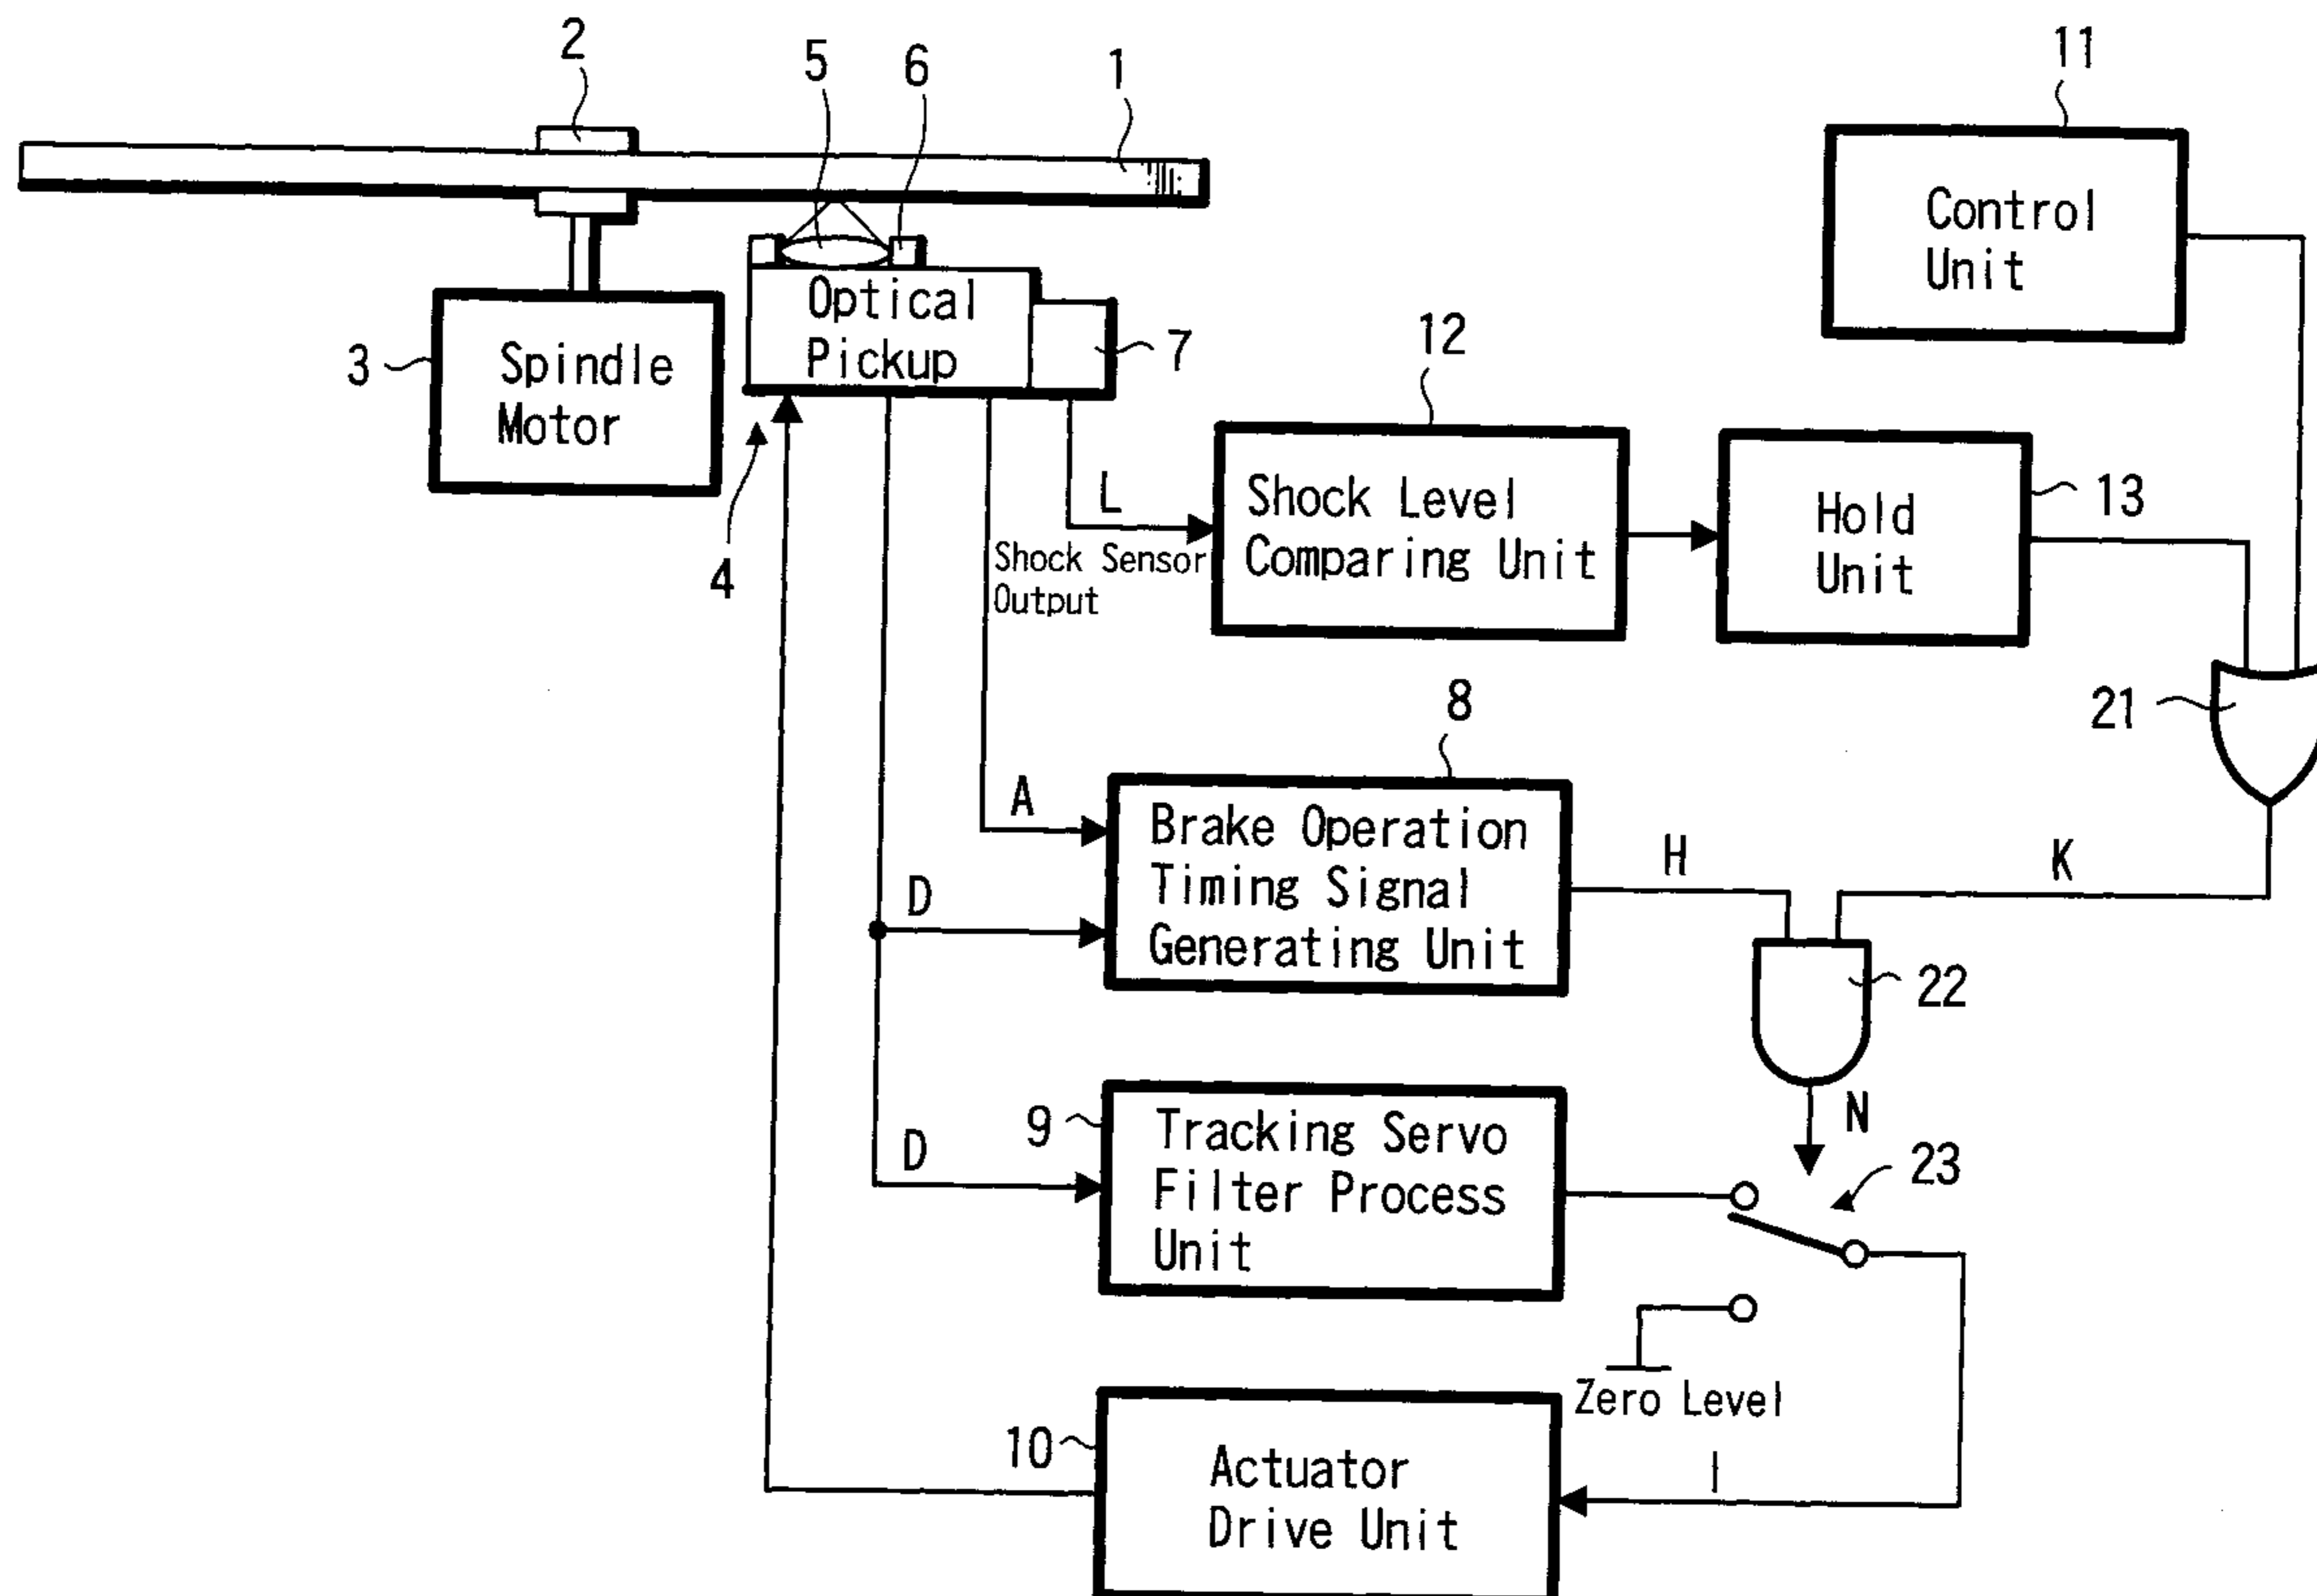 2
5
6
1
11
Control
Unit
Optical
Pickup
7
3
Spindle
Motor
4
12
L
Shock Sensor
Output
Shock Level
Comparing Unit
Hold
Unit
13
21
8
A
D
Brake Operation
Timing Signal
Generating Unit
H
K
22
N
9
D
Tracking Servo
Filter Process
Unit
23
Zero Level
10
Actuator
Drive Unit
I